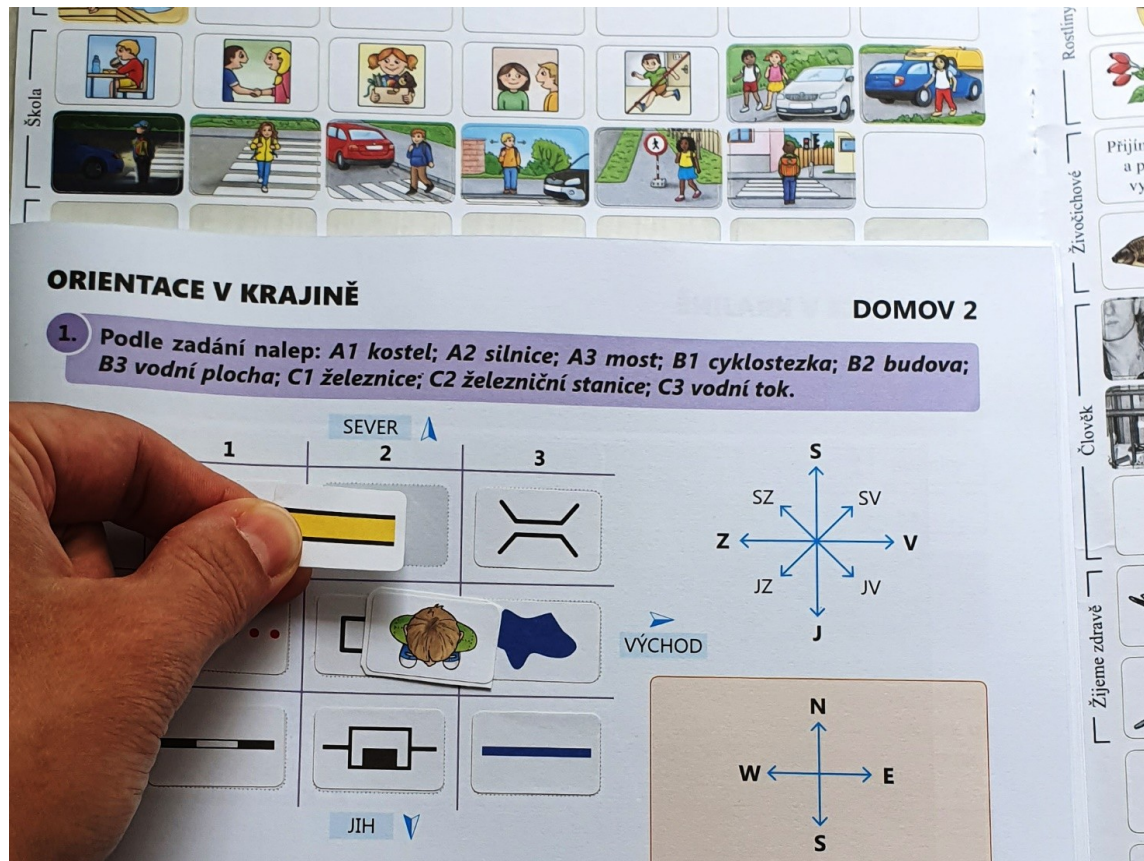 Škola
ORIENTACE V KRAJINĚ
DOMOV 2
1. Podle zadání nalep: A1 kostel; A2 silnice; A3 most; B1 cyklostezka; B2 budova;
B3 vodní plocha; C1 železnice; C2 železniční stanice; C3 vodní tok.
SEVER
1 2 3
VÝCHOD
JIH
S
SZ SV
Z V
JZ JV
J
N
W E
S
Rostliny
Živočichové
Člověk
Žijeme zdravě